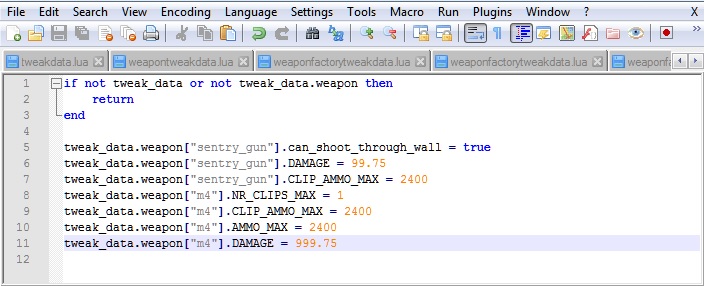 File Edit Search View Encoding Language Settings Tools Macro Run Plugins Window ? X
tweakdata.lua weapontweakdata.lua weaponfactorytweakdata.lua weaponfactorytweakdata.lua weaponfa
1 if not tweak_data or not tweak_data.weapon then
2 return
3 end
4
5 tweak_data.weapon["sentry_gun"].can_shoot_through_wall = true
6 tweak_data.weapon["sentry_gun"].DAMAGE = 99.75
7 tweak_data.weapon["sentry_gun"].CLIP_AMMO_MAX = 2400
8 tweak_data.weapon["m4"].NR_CLIPS_MAX = 1
9 tweak_data.weapon["m4"].CLIP_AMMO_MAX = 2400
10 tweak_data.weapon["m4"].AMMO_MAX = 2400
11 tweak_data.weapon["m4"].DAMAGE = 999.75
12